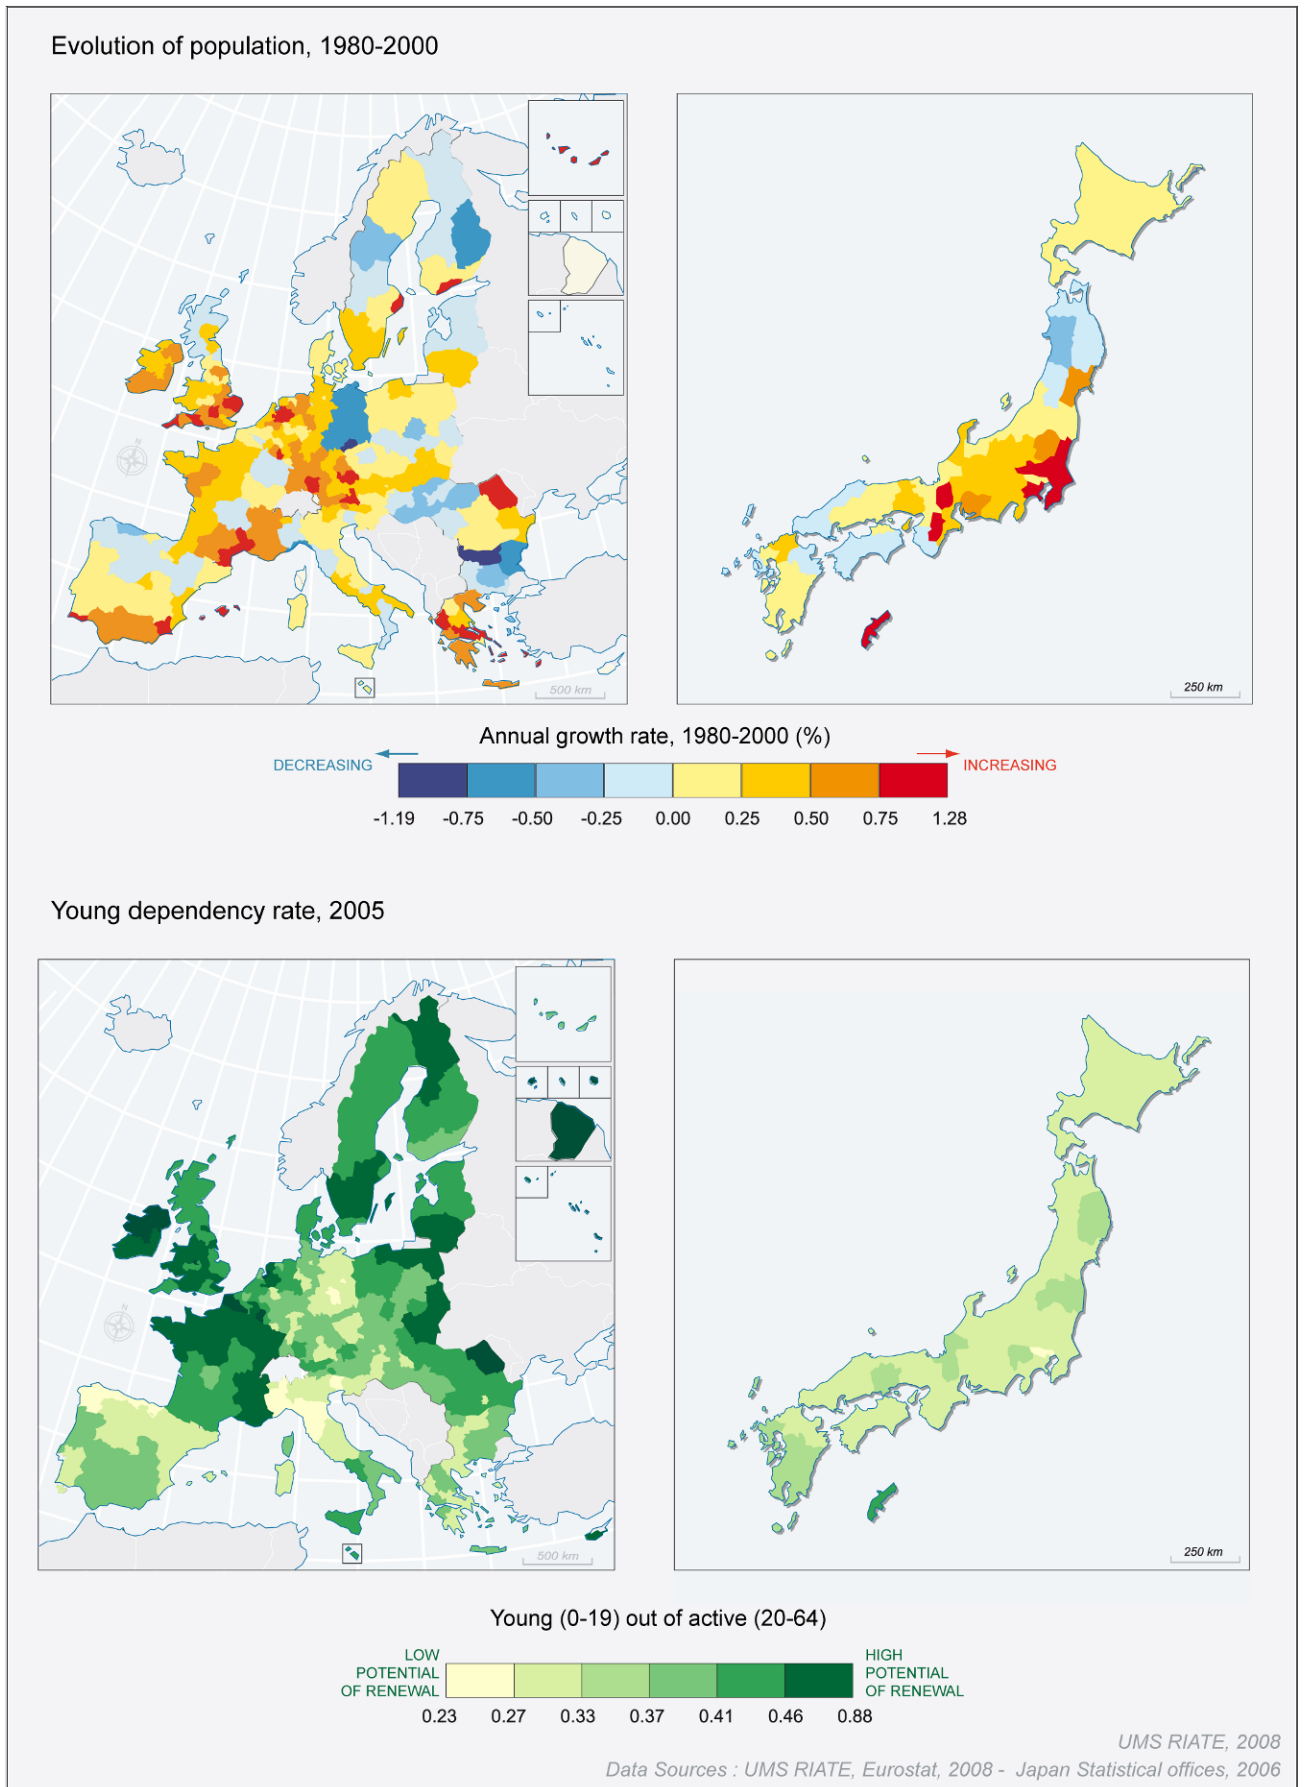 Evolution of population, 1980-2000
N
500 km
250 km
Annual growth rate, 1980-2000 (%)
DECREASING
INCREASING
-1.19 -0.75 -0.50 -0.25 0.00 0.25 0.50 0.75 1.28
Young dependency rate, 2005
N
500 km
250 km
Young (0-19) out of active (20-64)
LOW
POTENTIAL
OF RENEWAL
HIGH
POTENTIAL
OF RENEWAL
0.23 0.27 0.33 0.37 0.41 0.46 0.88
UMS RIATE, 2008
Data Sources : UMS RIATE, Eurostat, 2008 - Japan Statistical offices, 2006